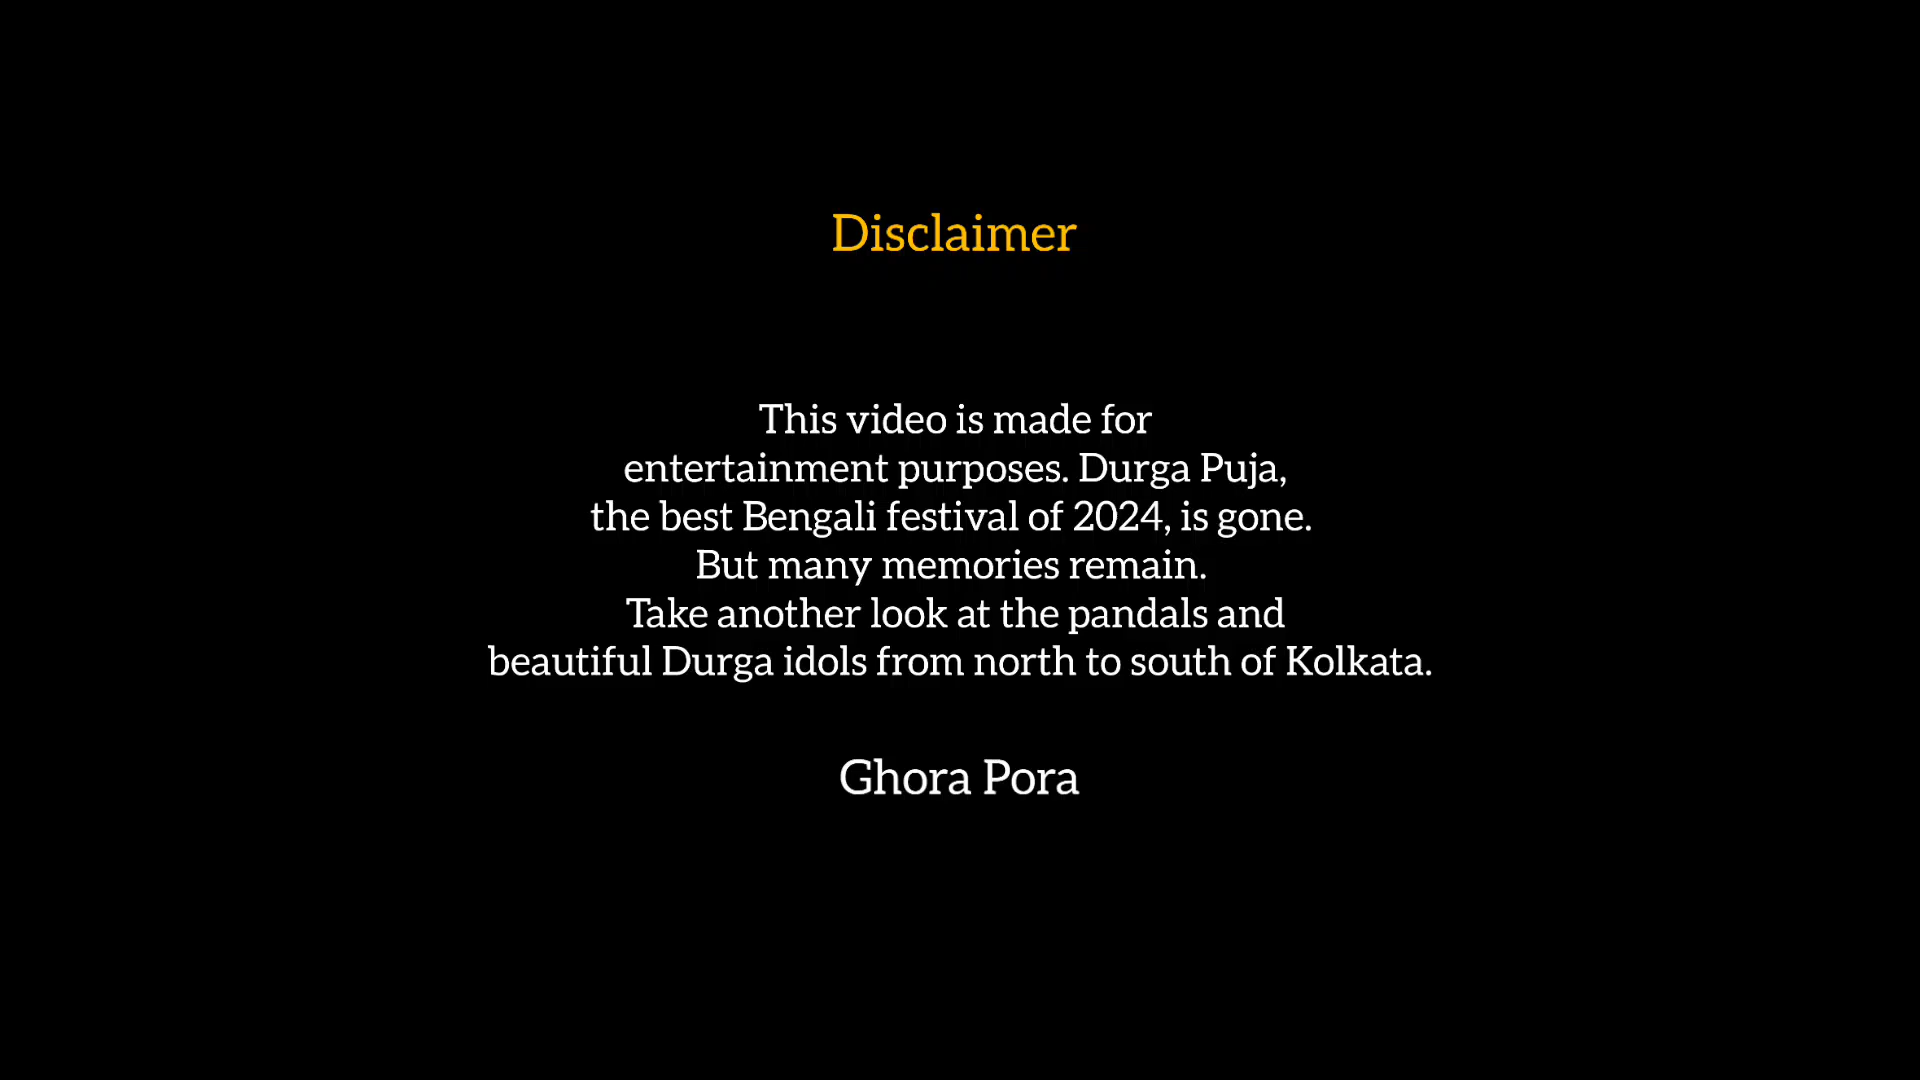 Disclaimer
This video is made for
entertainment purposes. Durga Puja,
the best Bengali festival of 2024, is gone.
But many memories remain.
Take another look at the pandals and
beautiful Durga idols from north to south of Kolkata.
Ghora Pora